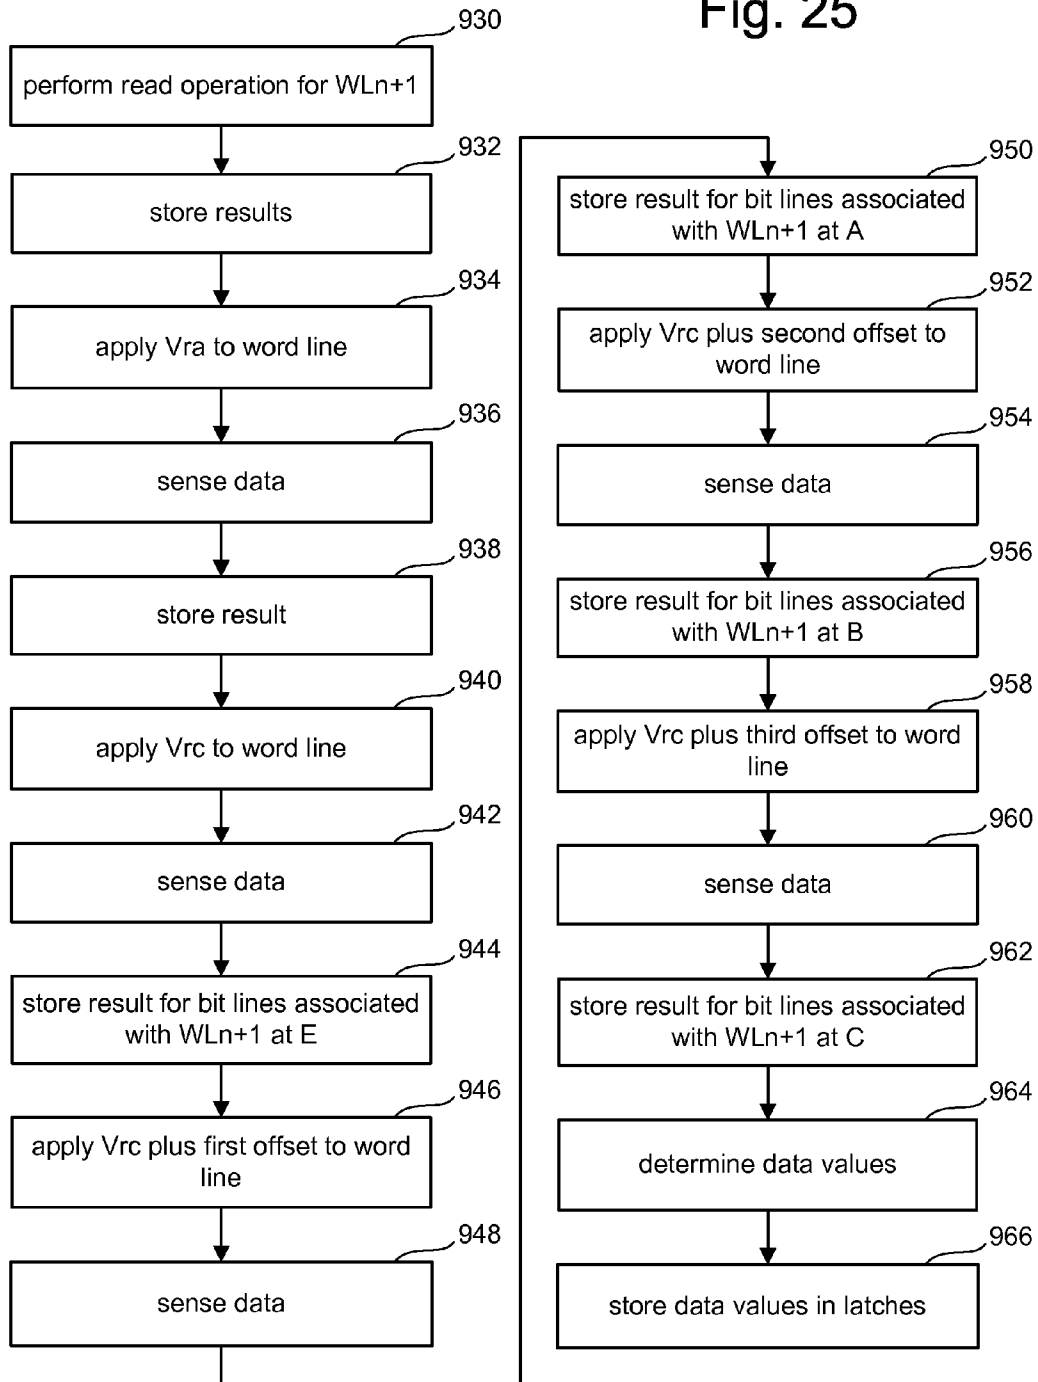 Fig. 25
930
perform read operation for WLn+1
932
store results
934
apply Vra to word line
936
sense data
938
store result
940
apply Vrc to word line
942
sense data
944
store result for bit lines associated
with WLn+1 at E
946
apply Vrc plus first offset to word
line
948
sense data
950
store result for bit lines associated
with WLn+1 at A
952
apply Vrc plus second offset to
word line
954
sense data
956
store result for bit lines associated
with WLn+1 at B
958
apply Vrc plus third offset to word
line
960
sense data
962
store result for bit lines associated
with WLn+1 at C
964
determine data values
966
store data values in latches